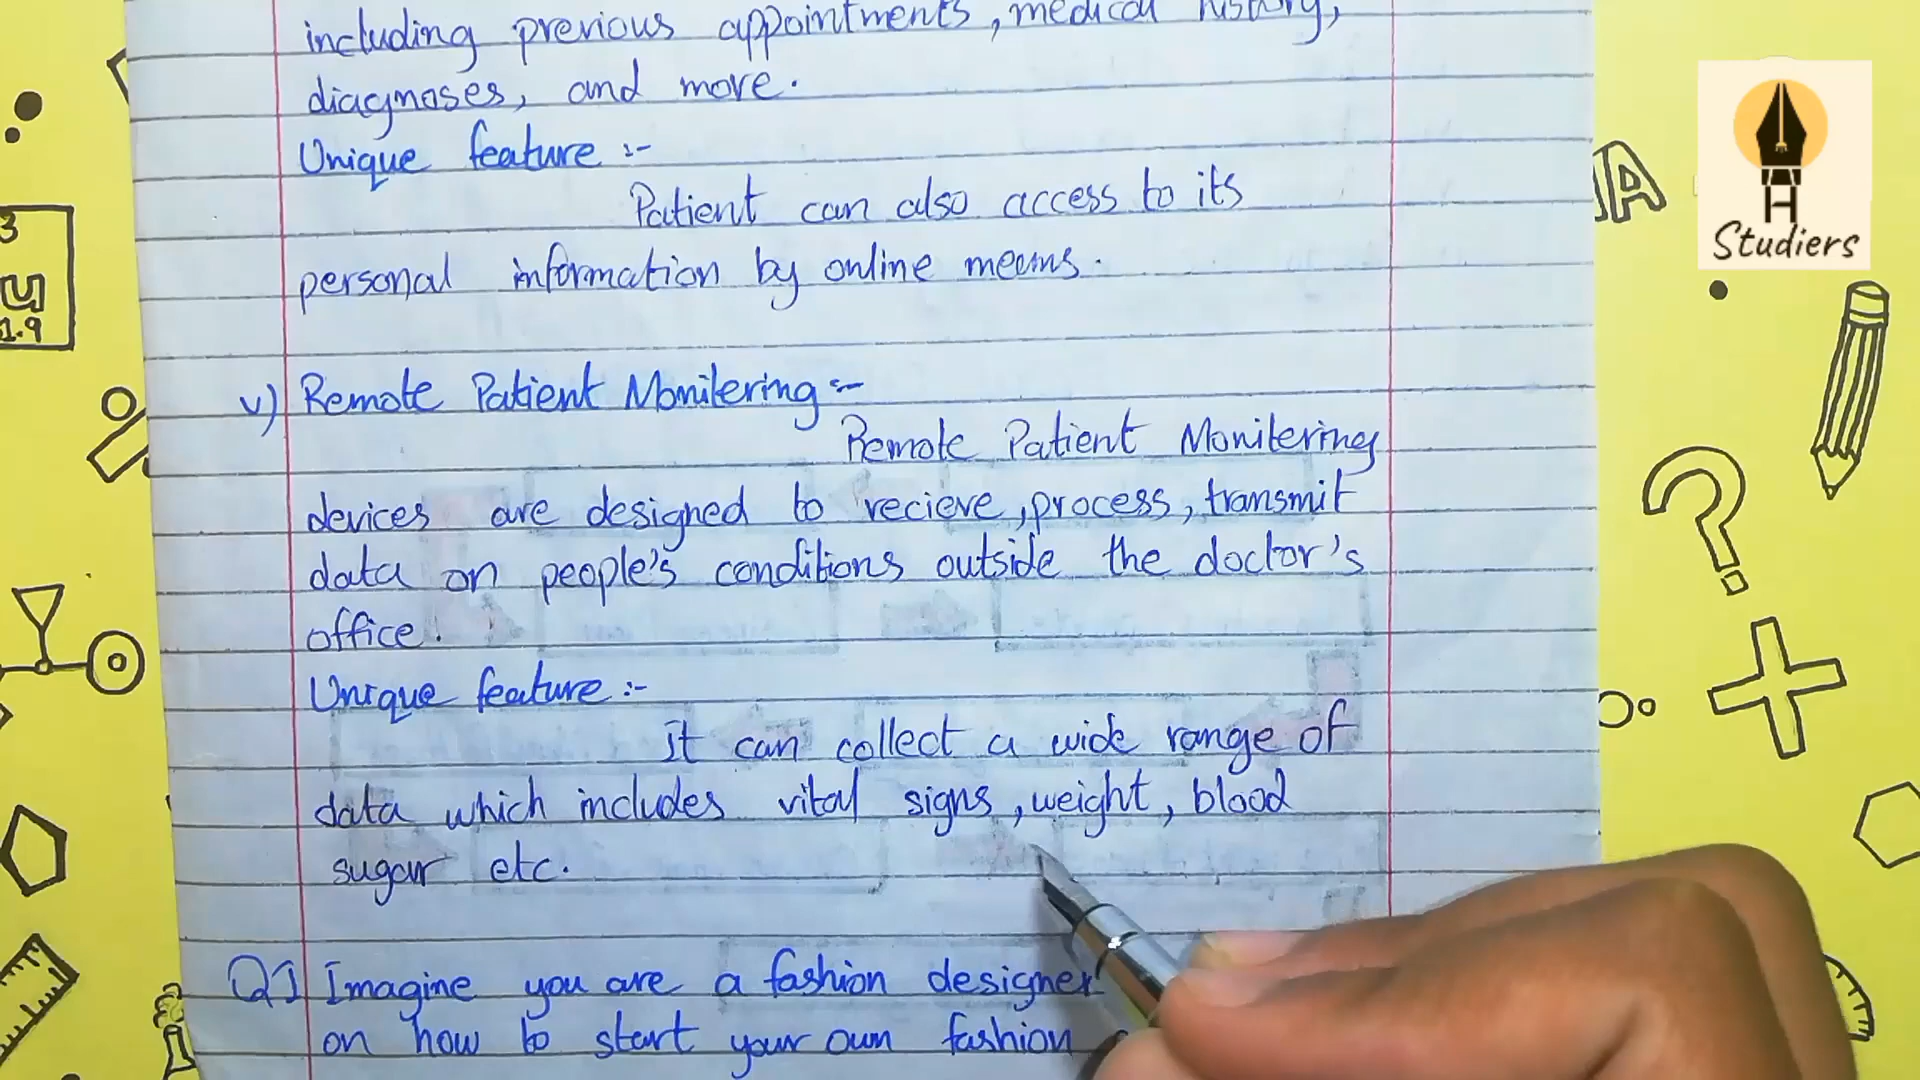 including previous appointments, medical history,
diagnoses, and more.
Unique feature :-
Patient can also access to its
personal information by online means.
v) Remote Patient Monitering :-
Remote Patient Monitering
devices are designed to recieve, process, transmit
data on people's conditions outside the doctor's
office.
Unique feature :-
it can collect a wide range of
data which includes vital signs, weight, blood
sugar etc.
Q1 Imagine you are a fashion designer
on how to start your own fashion
H
Studiers
3
u
1.9
A